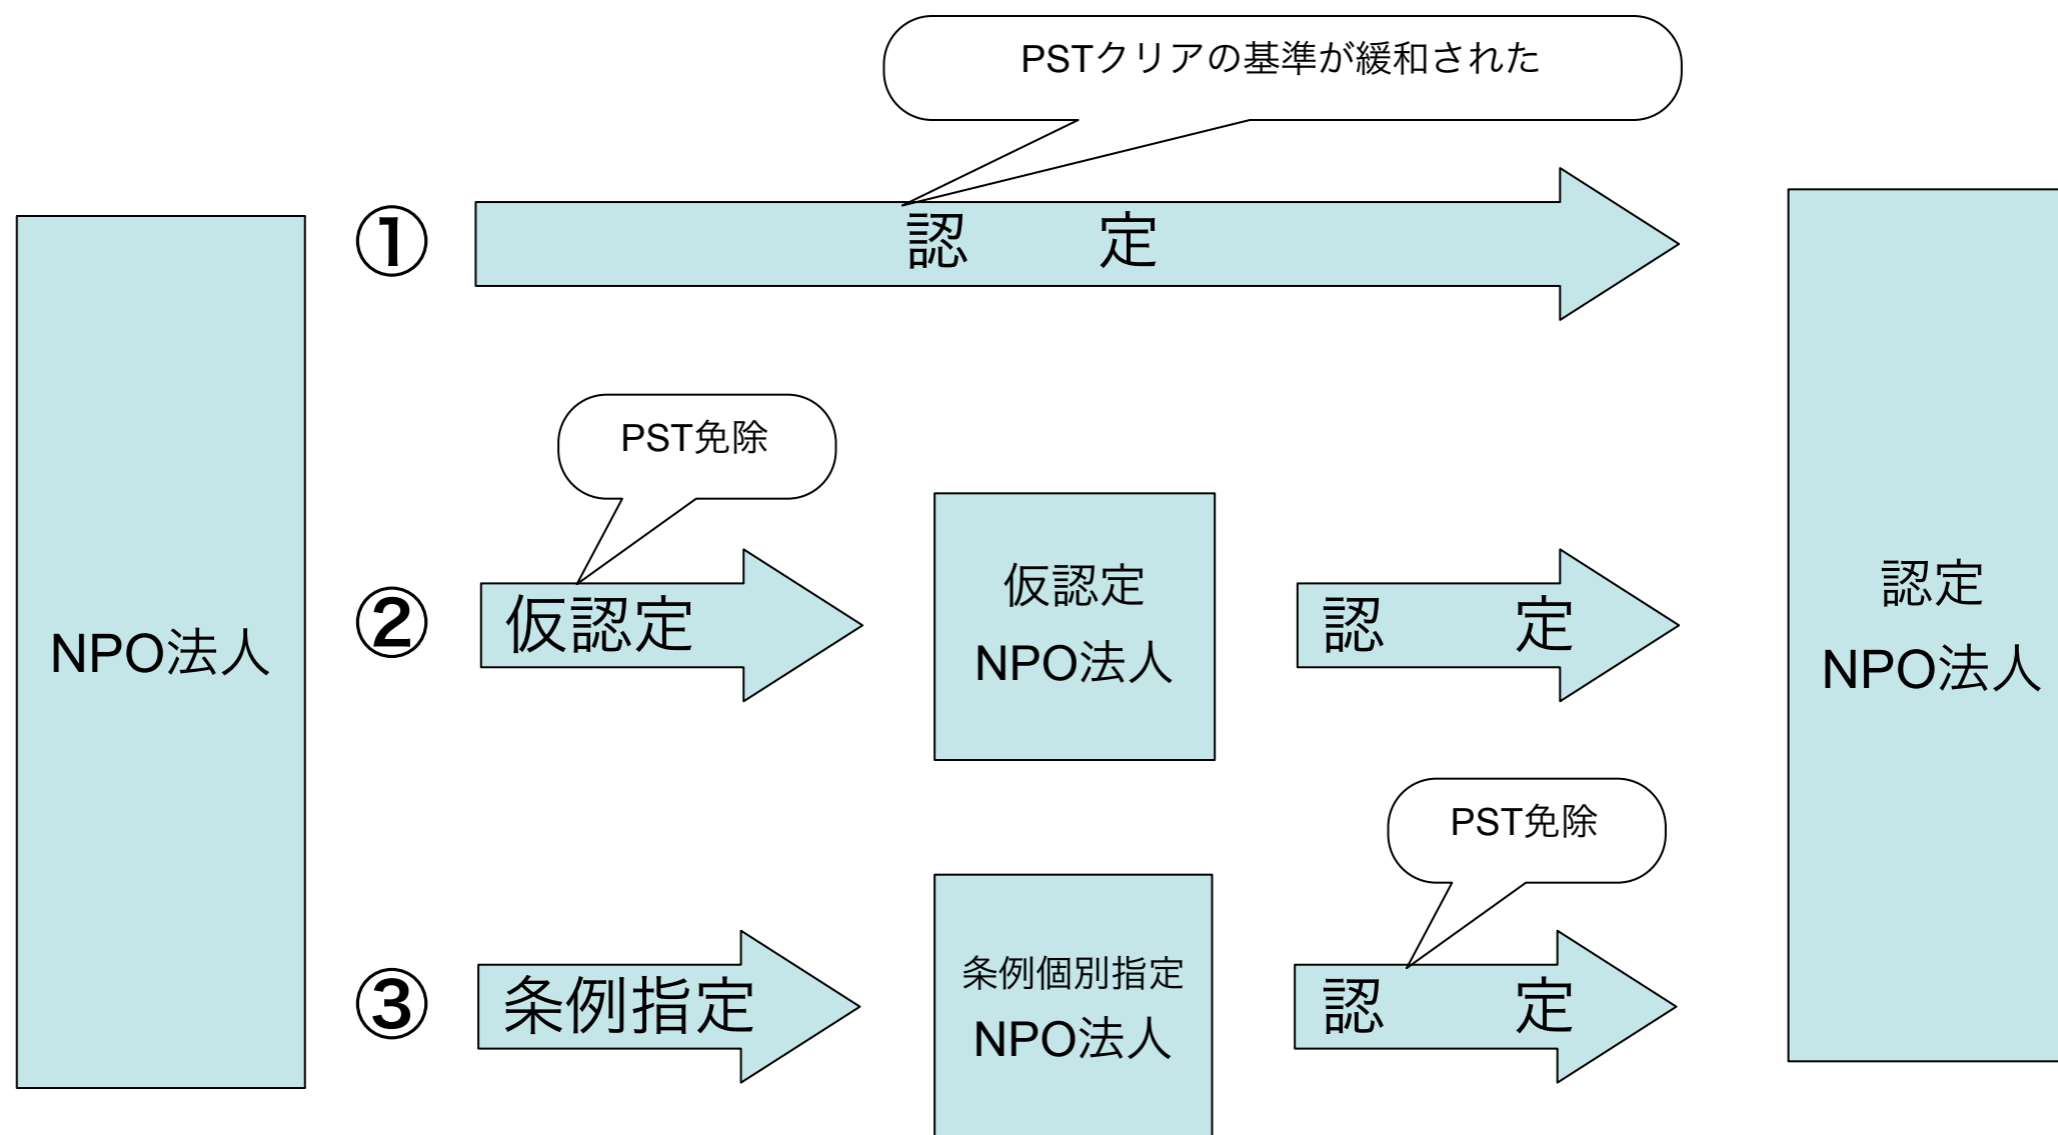 PSTクリアの基準が緩和された
① 認　定
NPO法人
PST免除
② 仮認定
仮認定
NPO法人
認　定
認定
NPO法人
PST免除
③ 条例指定
条例個別指定
NPO法人
認　定